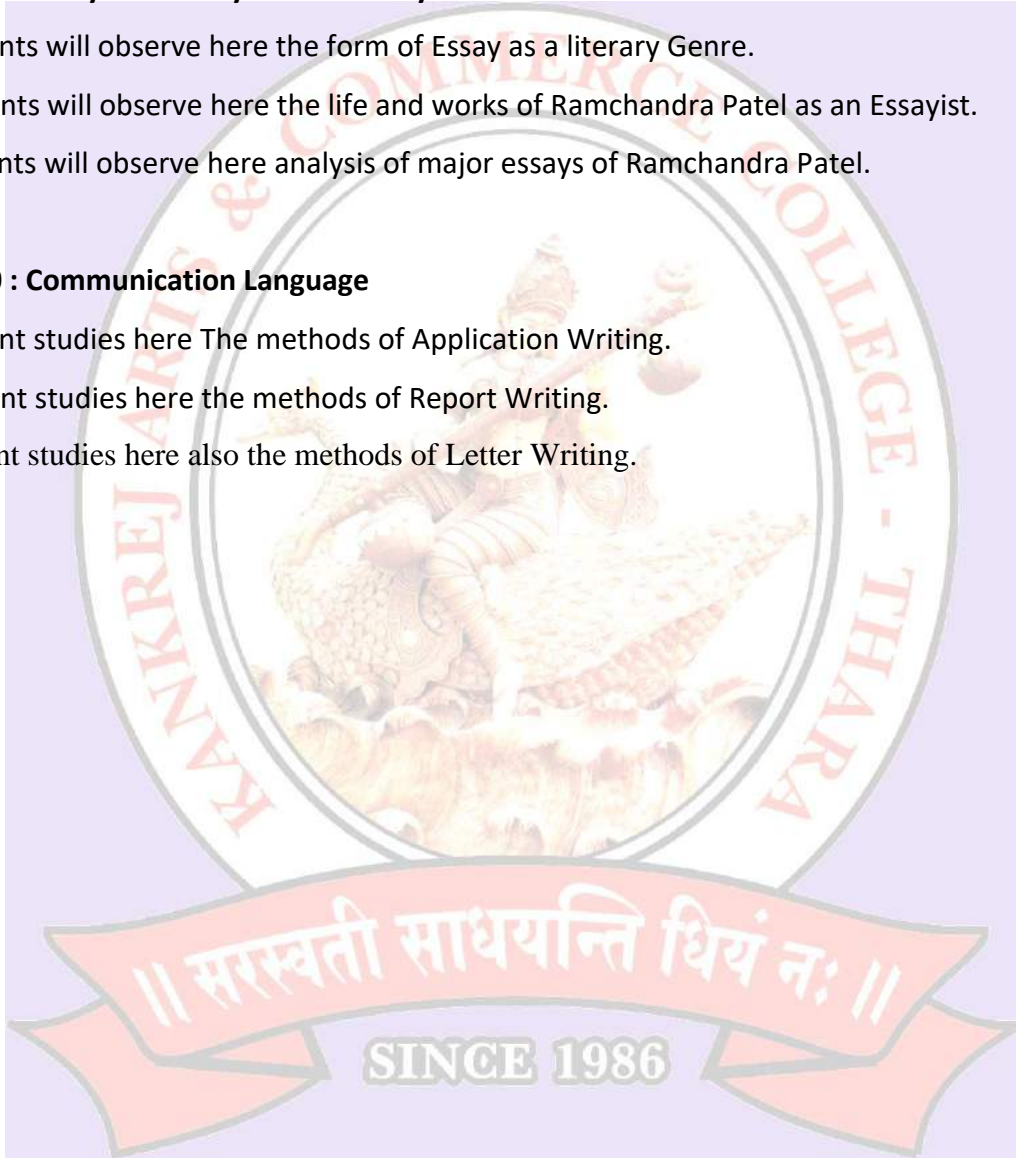 nts will observe here the form of Essay as a literary Genre.
nts will observe here the life and works of Ramchandra Patel as an Essayist.
nts will observe here analysis of major essays of Ramchandra Patel.
: Communication Language
nt studies here The methods of Application Writing.
nt studies here the methods of Report Writing.
nt studies here also the methods of Letter Writing.
KANKREJ ARTS & COMMERCE COLLEGE - THARA
॥ सरस्वती साधयन्ति धियं नः ॥
SINCE 1986